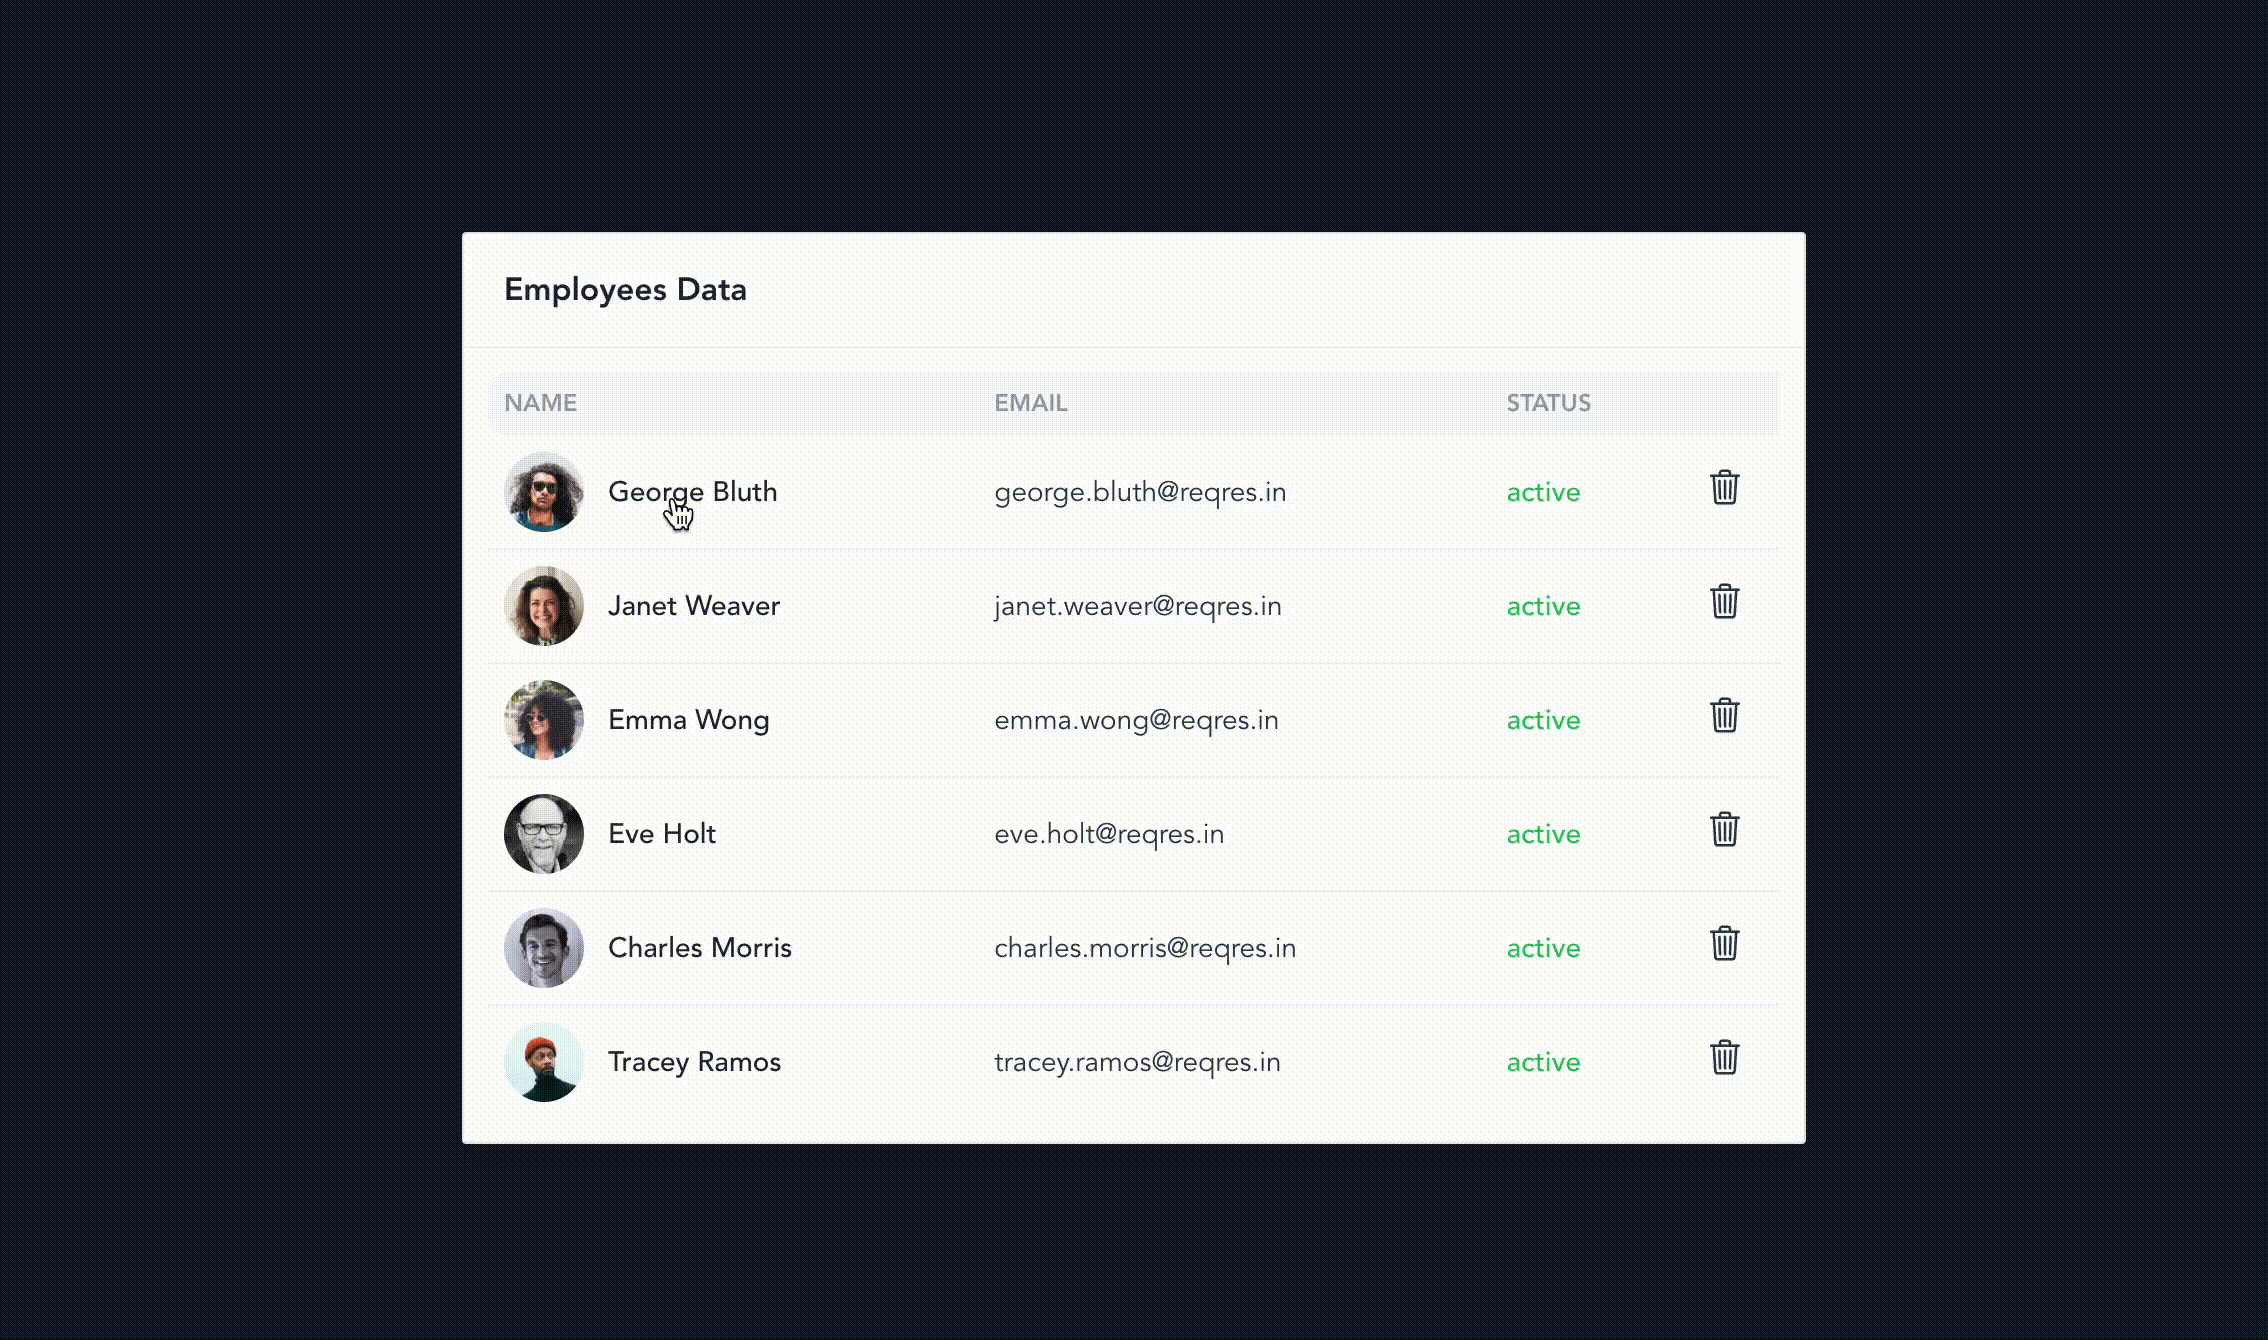 Employees Data
NAME EMAIL STATUS
George Bluth george.bluth@reqres.in active
Janet Weaver janet.weaver@reqres.in active
Emma Wong emma.wong@reqres.in active
Eve Holt eve.holt@reqres.in active
Charles Morris charles.morris@reqres.in active
Tracey Ramos tracey.ramos@reqres.in active